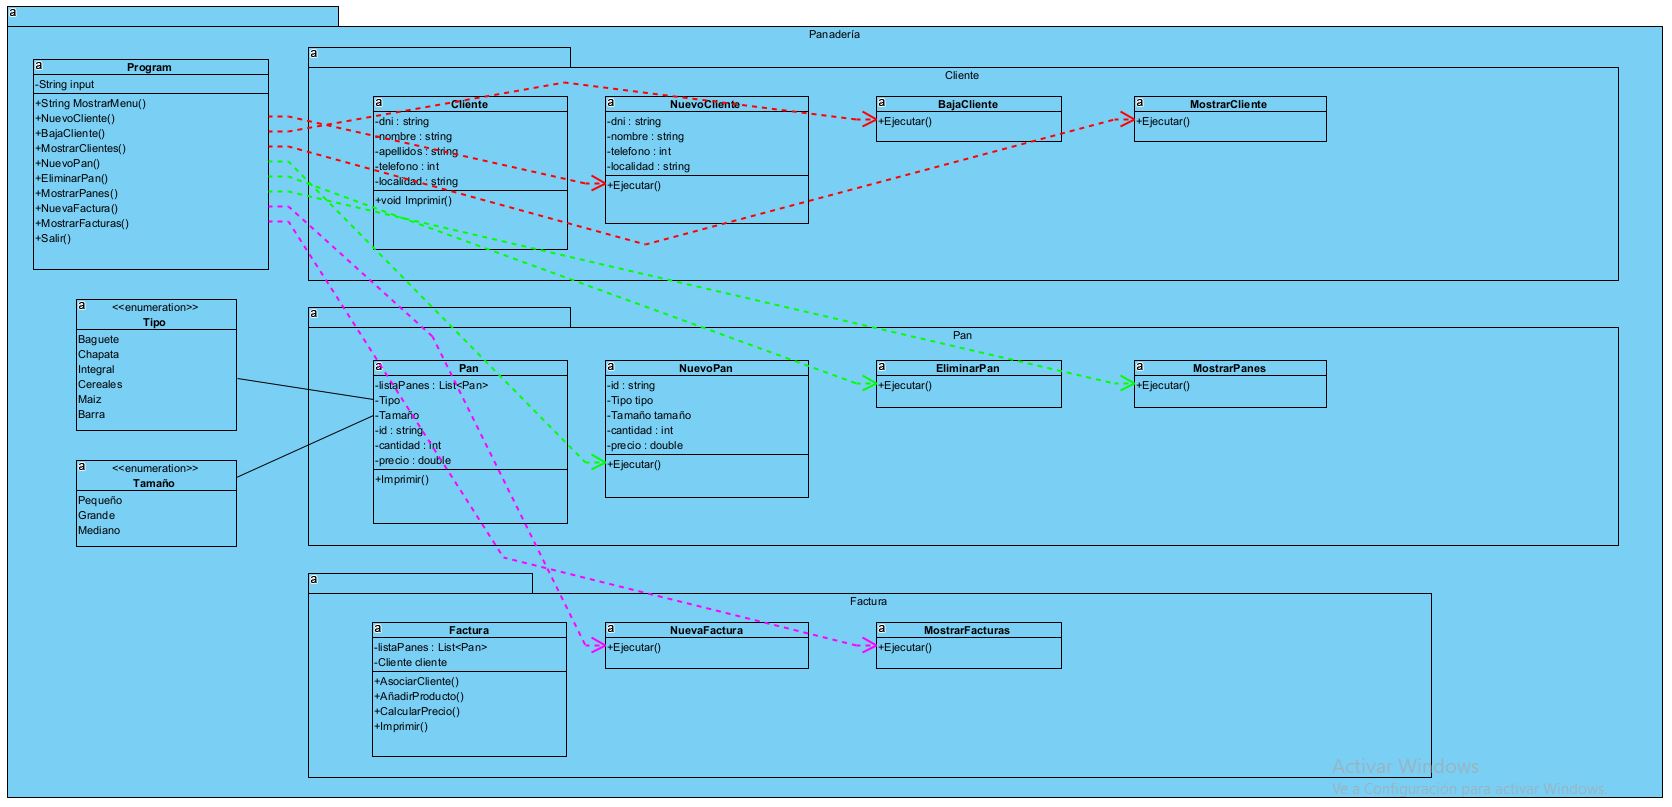 a
Panadería
a
Program
-String input
+String MostrarMenu()
+NuevoCliente()
+BajaCliente()
+MostrarClientes()
+NuevoPan()
+EliminarPan()
+MostrarPanes()
+NuevaFactura()
+MostrarFacturas()
+Salir()
a
Cliente
a
Cliente
-dni : string
-nombre : string
-apellidos : string
-telefono : int
-localidad : string
+void Imprimir()
a
NuevoCliente
-dni : string
-nombre : string
-telefono : int
-localidad : string
+Ejecutar()
a
BajaCliente
+Ejecutar()
a
MostrarCliente
+Ejecutar()
a
<<enumeration>>
Tipo
Baguete
Chapata
Integral
Cereales
Maiz
Barra
a
<<enumeration>>
Tamaño
Pequeño
Grande
Mediano
a
Pan
a
Pan
-listaPanes : List<Pan>
-Tipo
-Tamaño
-id : string
-cantidad : int
-precio : double
+Imprimir()
a
NuevoPan
-id : string
-Tipo tipo
-Tamaño tamaño
-cantidad : int
-precio : double
+Ejecutar()
a
EliminarPan
+Ejecutar()
a
MostrarPanes
+Ejecutar()
a
Factura
a
Factura
-listaPanes : List<Pan>
-Cliente cliente
+AsociarCliente()
+AñadirProducto()
+CalcularPrecio()
+Imprimir()
a
NuevaFactura
+Ejecutar()
a
MostrarFacturas
+Ejecutar()
Activar Windows
Ve a Configuración para activar Windows.